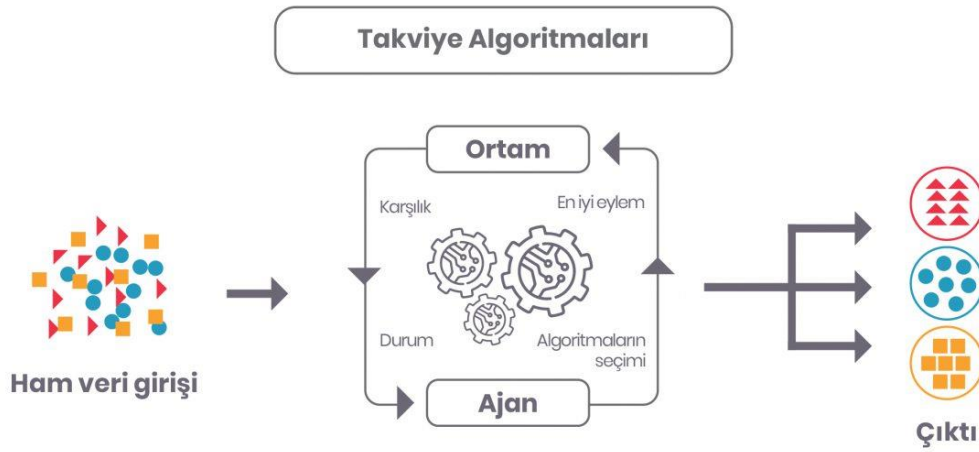 Takviye Algoritmaları
Ortam
Karşılık
En iyi eylem
Durum
Algoritmaların
seçimi
Ham veri girişi
Ajan
Çıktı